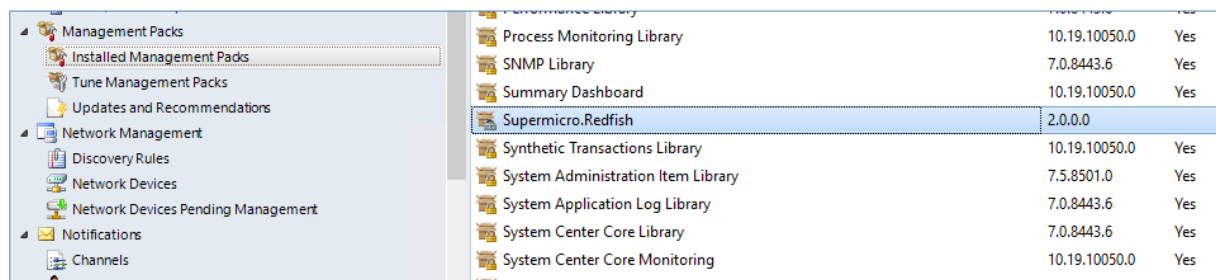 Management Packs
Installed Management Packs
Tune Management Packs
Updates and Recommendations
Network Management
Discovery Rules
Network Devices
Network Devices Pending Management
Notifications
Channels
Process Monitoring Library 10.19.10050.0 Yes
SNMP Library 7.0.8443.6 Yes
Summary Dashboard 10.19.10050.0 Yes
Supermicro.Redfish 2.0.0.0
Synthetic Transactions Library 10.19.10050.0 Yes
System Administration Item Library 7.5.8501.0 Yes
System Application Log Library 7.0.8443.6 Yes
System Center Core Library 7.0.8443.6 Yes
System Center Core Monitoring 10.19.10050.0 Yes